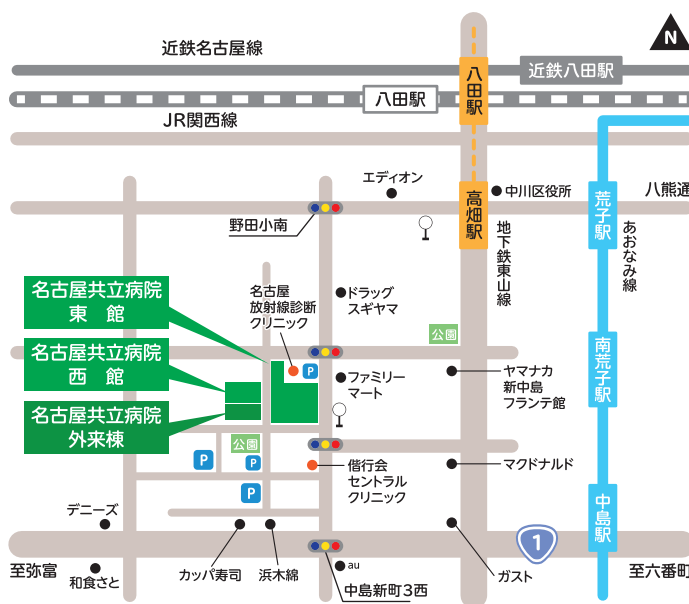 近鉄名古屋線
N
八田駅
近鉄八田駅
八田駅
JR関西線
エディオン
中川区役所
八熊通
高畑駅
荒子駅
野田小南
地下鉄東山線
あおなみ線
名古屋共立病院
東 館
名古屋
放射線診断
クリニック
ドラッグ
スギヤマ
公園
名古屋共立病院
西 館
P
ファミリー
マート
ヤマナカ
新中島
フランテ館
南荒子駅
名古屋共立病院
外来棟
公園
P
P
偕行会
セントラル
クリニック
マクドナルド
P
中島駅
デニーズ
1
至弥富
和食さと
カッパ寿司
浜木線
au
中島新町3西
ガスト
至六番町